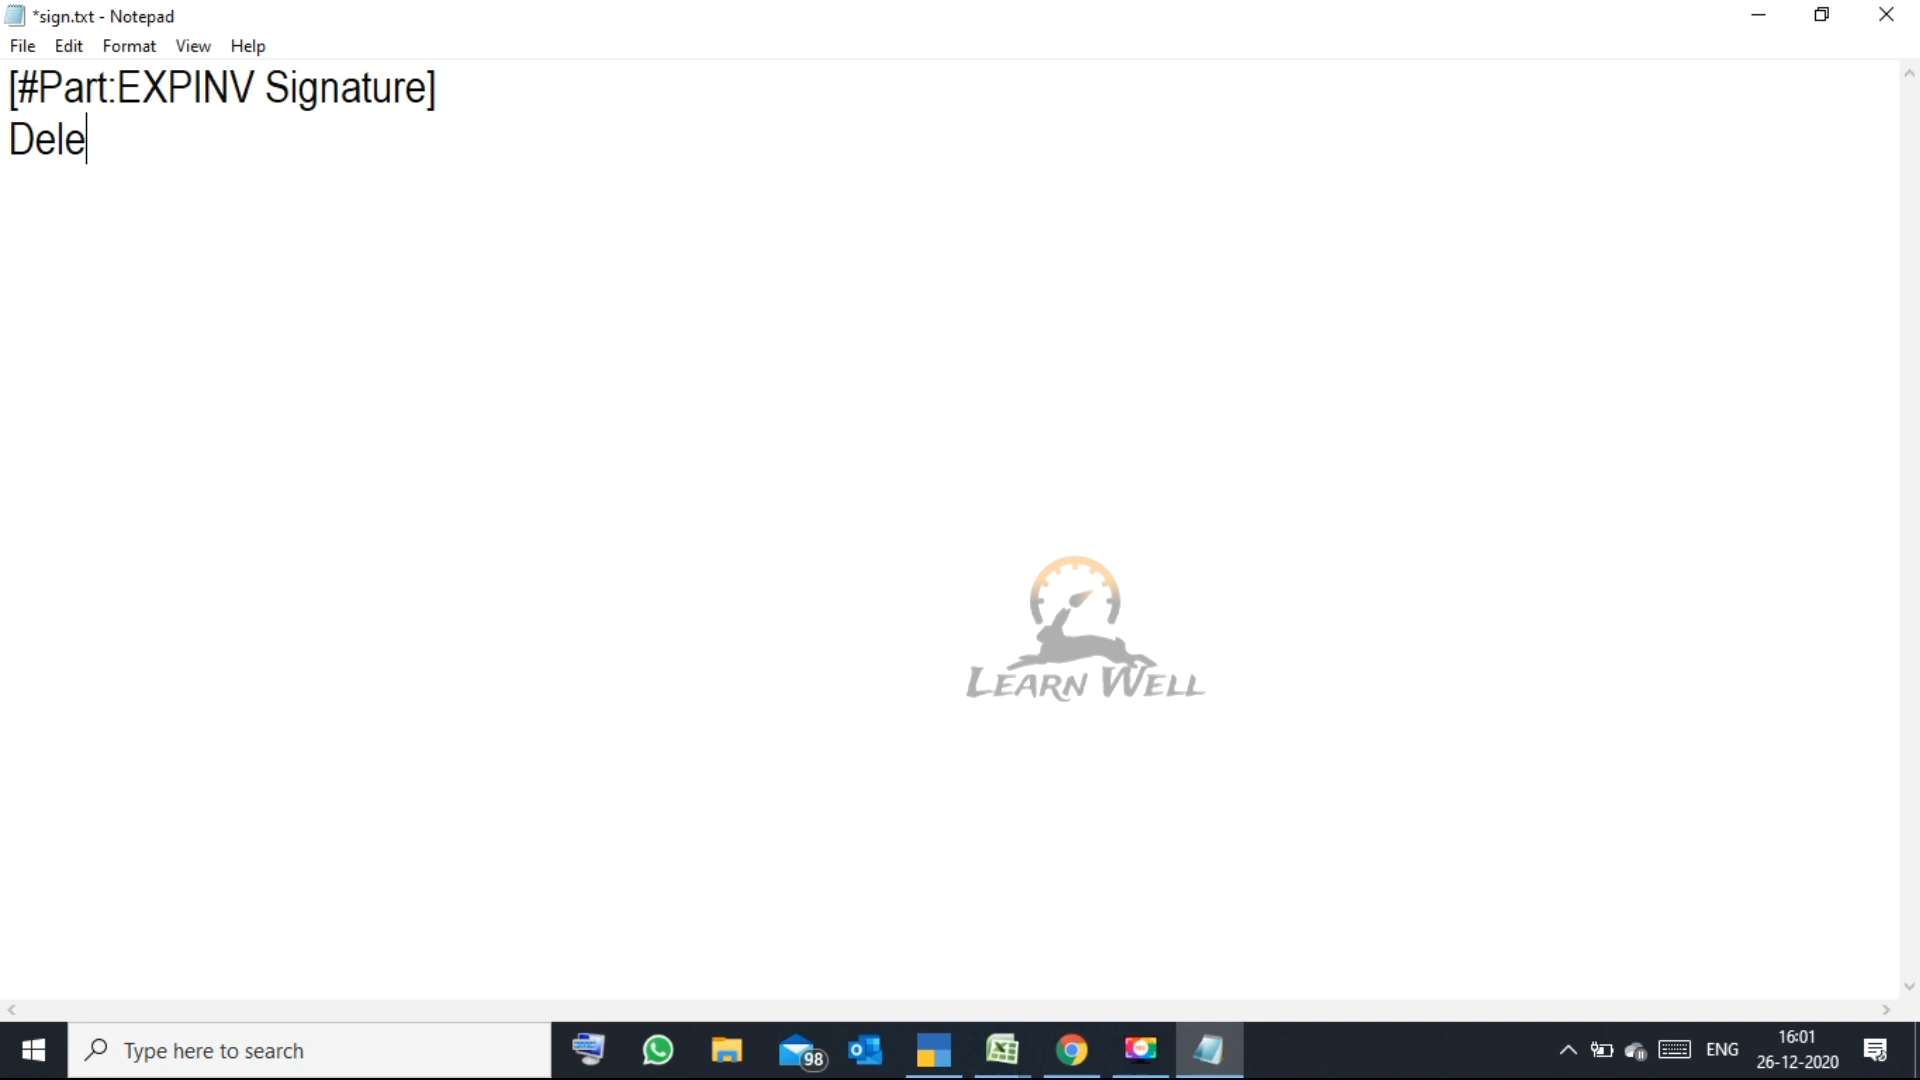 *sign.txt - Notepad
File Edit Format View Help
[#Part:EXPINV Signature]
Dele
LEARN WELL
Type here to search
98
ENG
16:01
26-12-2020